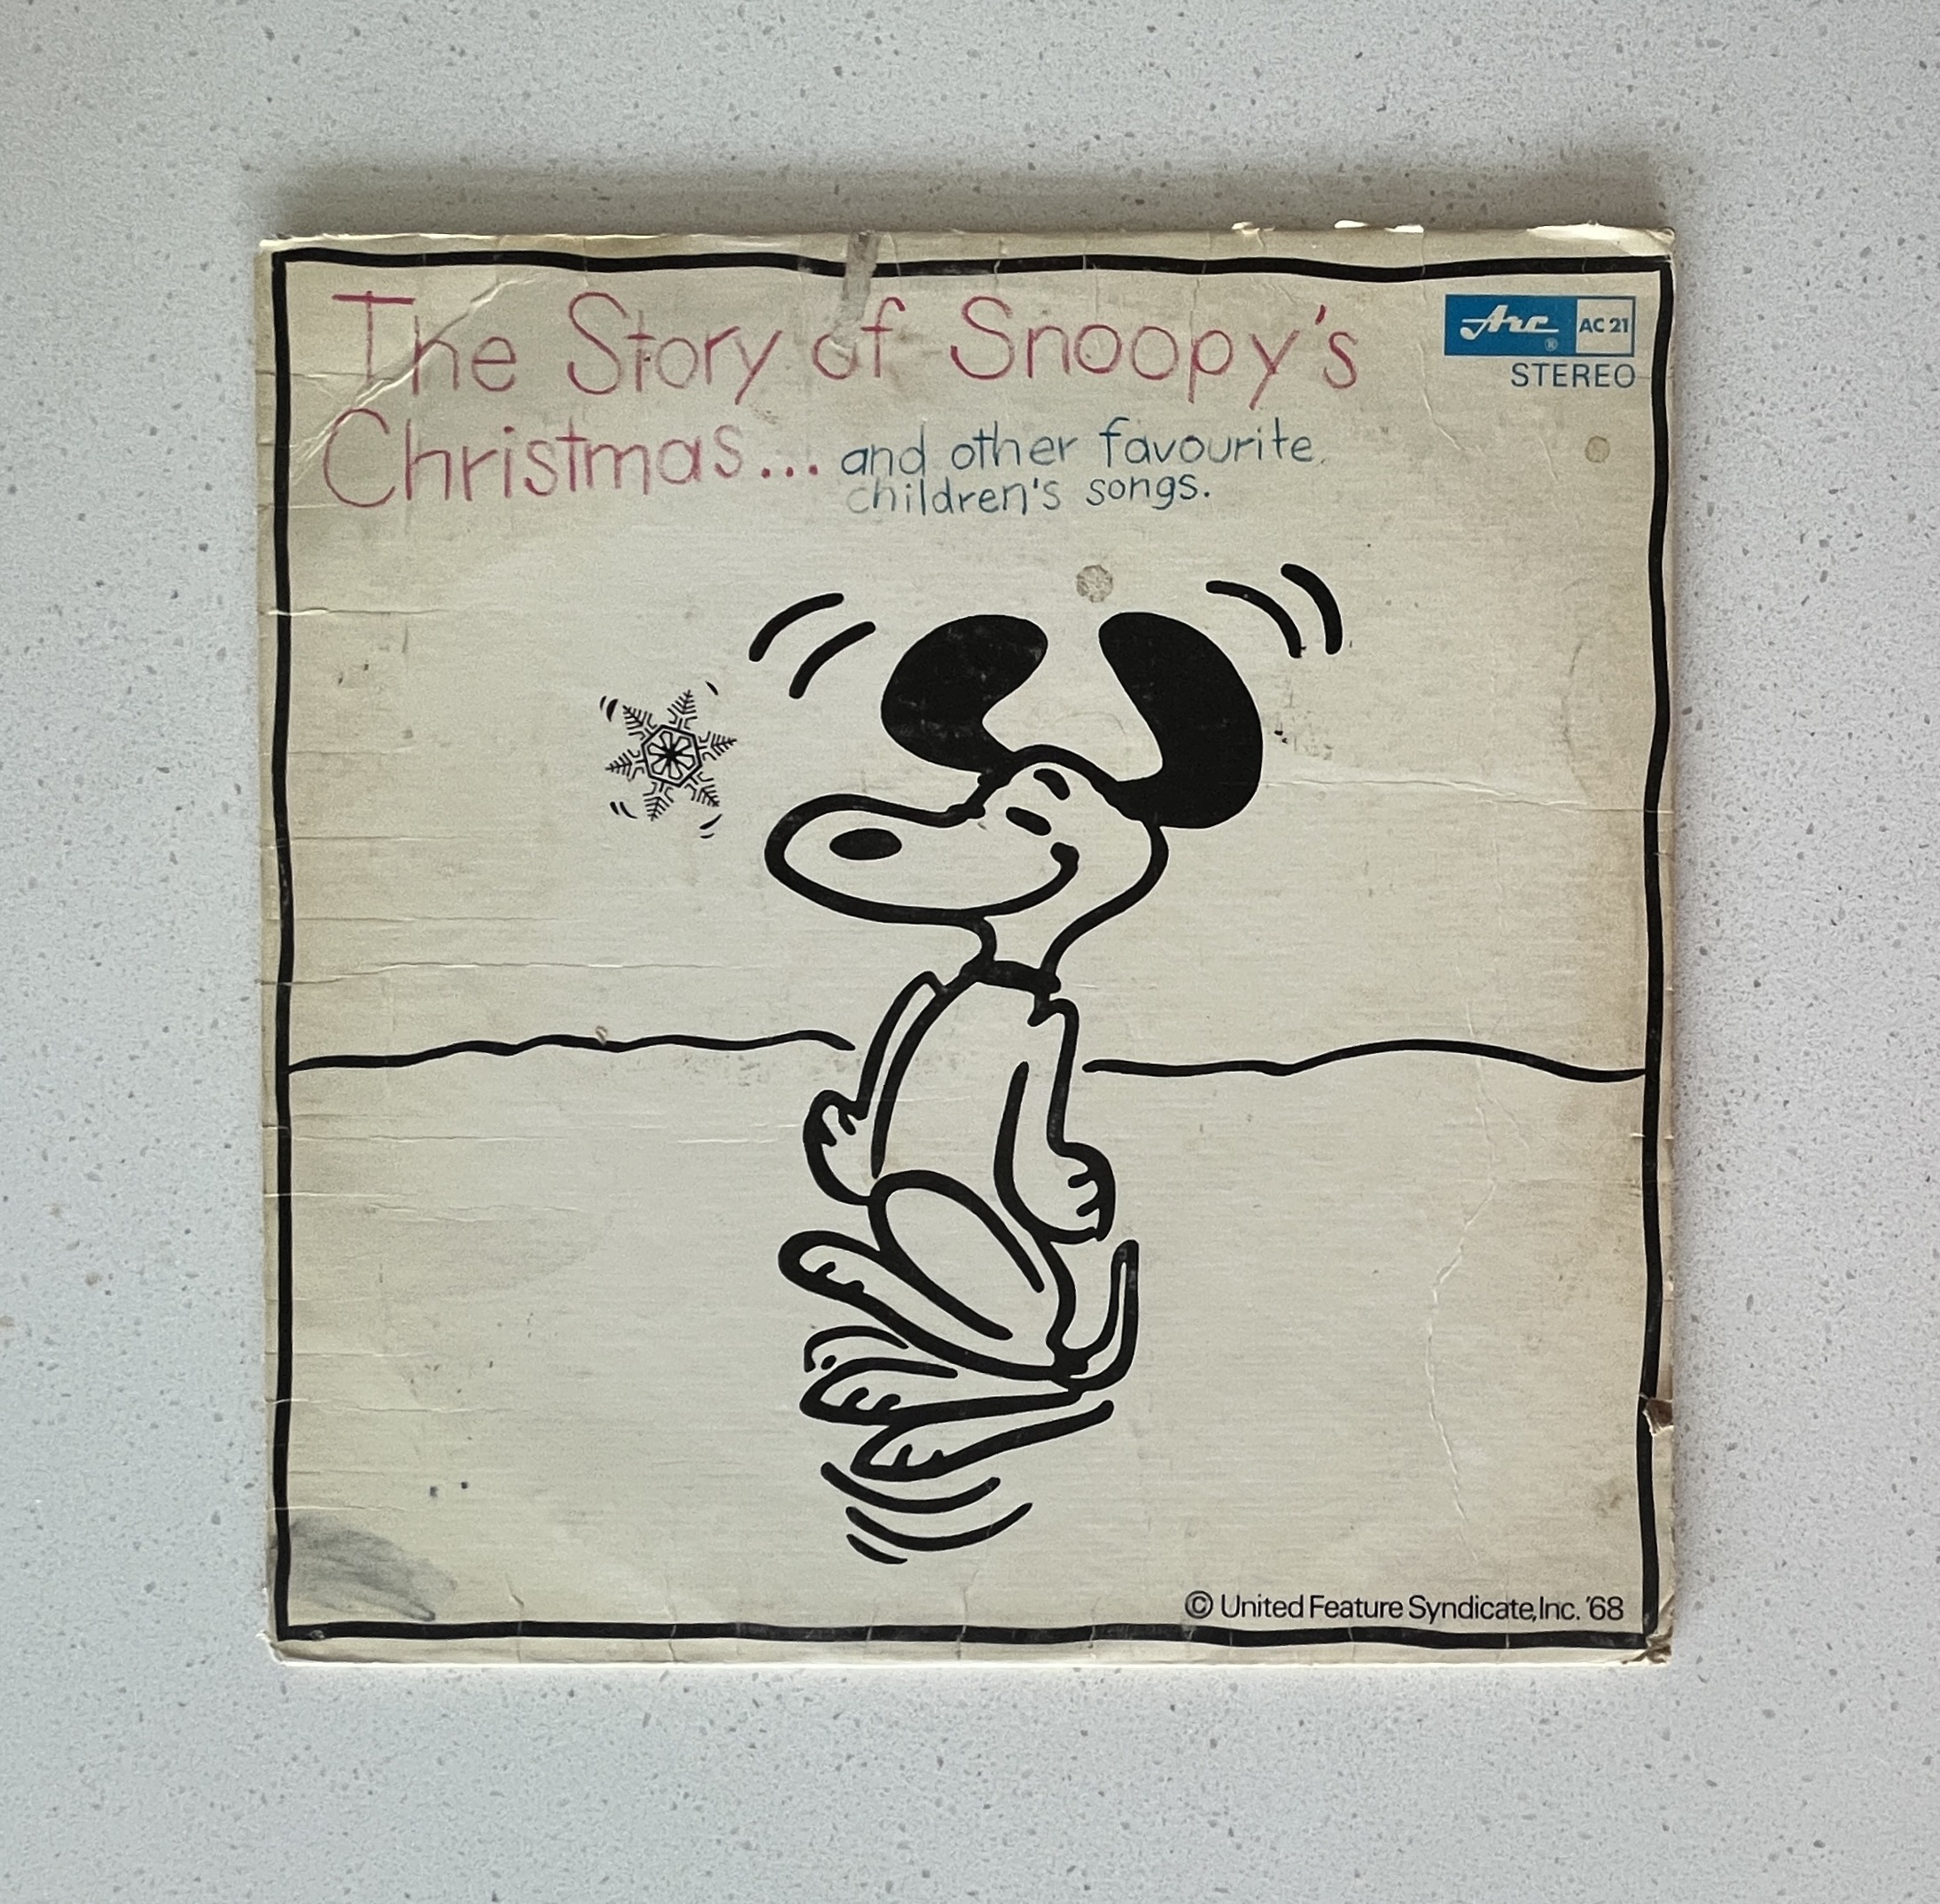 The Story of Snoopy's
Christmas... and other favourite
children's songs.
Arc ® AC 21
STEREO
© United Feature Syndicate, Inc. '68